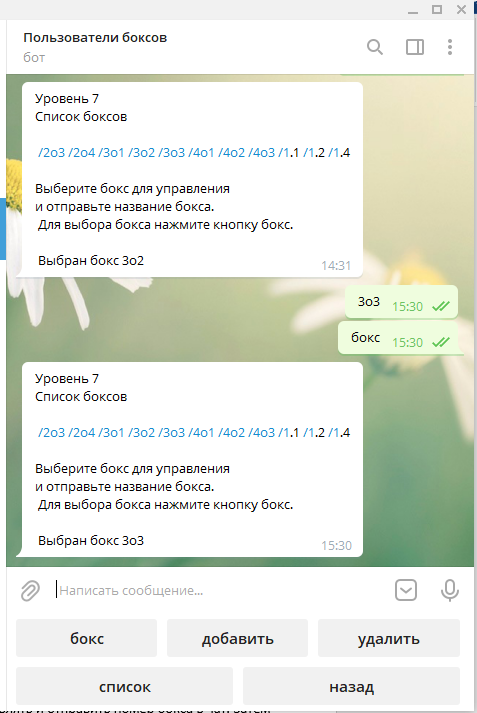 Пользователи боксов
бот
Уровень 7
Список боксов
/2о3 /2о4 /3о1 /3о2 /3о3 /4о1 /4о2 /4о3 /1.1 /1.2 /1.4
Выберите бокс для управления
и отправьте название бокса.
Для выбора бокса нажмите кнопку бокс.
Выбран бокс 3о2
14:31
3о3 15:30
бокс 15:30
Уровень 7
Список боксов
/2о3 /2о4 /3о1 /3о2 /3о3 /4о1 /4о2 /4о3 /1.1 /1.2 /1.4
Выберите бокс для управления
и отправьте название бокса.
Для выбора бокса нажмите кнопку бокс.
Выбран бокс 3о3
15:30
Написать сообщение...
бокс добавить удалить
список назад